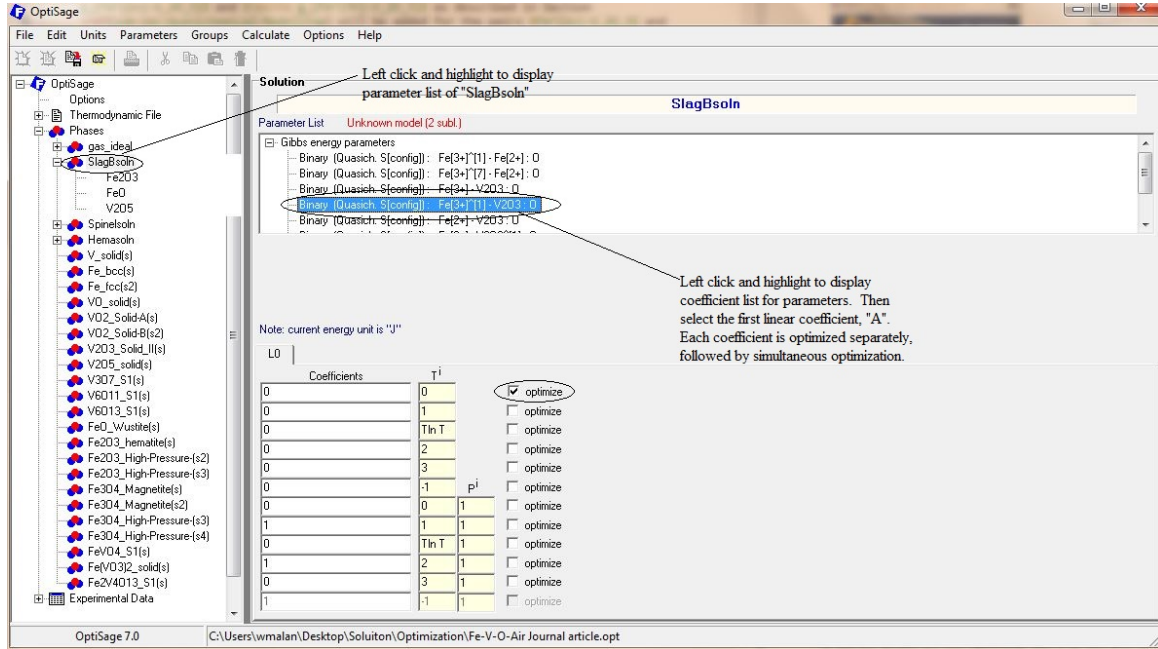 OptiSage
File Edit Units Parameters Groups Calculate Options Help
OptiSage
Options
Thermodynamic File
Phases
gas_ideal
SlagBsoln
Fe2O3
FeO
V2O5
Spinelsoln
Hemasoln
V_solid(s)
Fe_bcc(s)
Fe_fcc(s2)
VO_solid(s)
VO2_Solid-A(s)
VO2_Solid-B(s2)
V2O3_Solid_II(s)
V2O5_solid(s)
V3O7_S1(s)
V6O11_S1(s)
V6O13_S1(s)
FeO_Wustite(s)
Fe2O3_hematite(s)
Fe2O3_High-Pressure-(s2)
Fe2O3_High-Pressure-(s3)
Fe3O4_Magnetite(s)
Fe3O4_Magnetite(s2)
Fe3O4_High-Pressure-(s3)
Fe3O4_High-Pressure-(s4)
FeVO4_S1(s)
Fe(VO3)2_solid(s)
Fe2V4O13_S1(s)
Experimental Data
Left click and highlight to display
parameter list of "SlagBsoln"
Solution
SlagBsoln
Parameter List Unknown model (2 subl.)
Gibbs energy parameters
Binary (Quasich. S[config]) : Fe[3+]^[1] - Fe[2+] : O
Binary (Quasich. S[config]) : Fe[3+]^[7] - Fe[2+] : O
Binary (Quasich. S[config]) : Fe[3+] - V2O3 : O
Binary (Quasich. S[config]) : Fe[3+]^[1] - V2O3 : O
Binary (Quasich. S[config]) : Fe[2+] - V2O3 : O
Left click and highlight to display
coefficient list for parameters. Then
select the first linear coefficient, "A".
Each coefficient is optimized separately,
followed by simultaneous optimization.
Note: current energy unit is "J"
L0
Coefficients T i
0 0 optimize
0 1 optimize
0 Tln T optimize
0 2 optimize
0 3 optimize
0 -1 P i optimize
0 0 1 optimize
1 1 1 optimize
0 Tln T 1 optimize
1 2 1 optimize
0 3 1 optimize
1 -1 1 optimize
OptiSage 7.0 C:\Users\wmalan\Desktop\Soluiton\Optimization\Fe-V-O-Air Journal article.opt